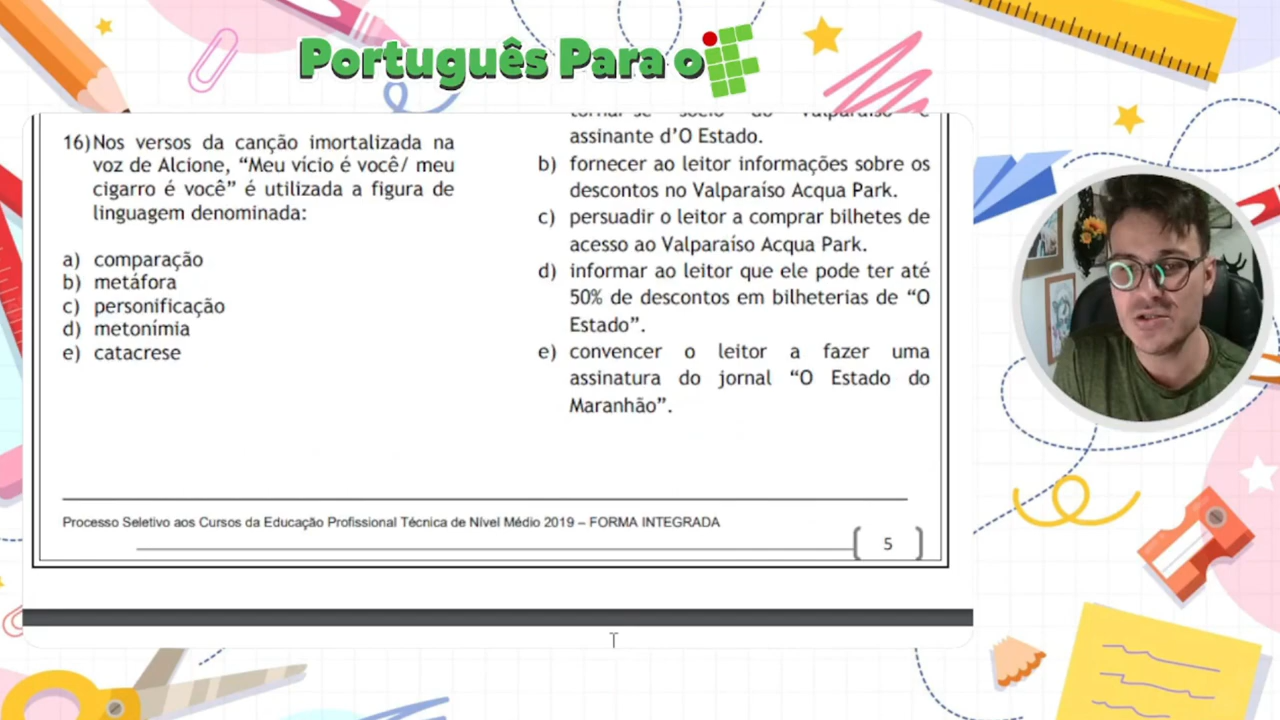 Português Para o
16)Nos versos da canção imortalizada na
voz de Alcione, “Meu vício é você/ meu
cigarro é você” é utilizada a figura de
linguagem denominada:
a) comparação
b) metáfora
c) personificação
d) metonímia
e) catacrese
assinante d’O Estado.
b) fornecer ao leitor informações sobre os
descontos no Valparaíso Acqua Park.
c) persuadir o leitor a comprar bilhetes de
acesso ao Valparaíso Acqua Park.
d) informar ao leitor que ele pode ter até
50% de descontos em bilheterias de “O
Estado”.
e) convencer o leitor a fazer uma
assinatura do jornal “O Estado do
Maranhão”.
Processo Seletivo aos Cursos da Educação Profissional Técnica de Nível Médio 2019 – FORMA INTEGRADA
5